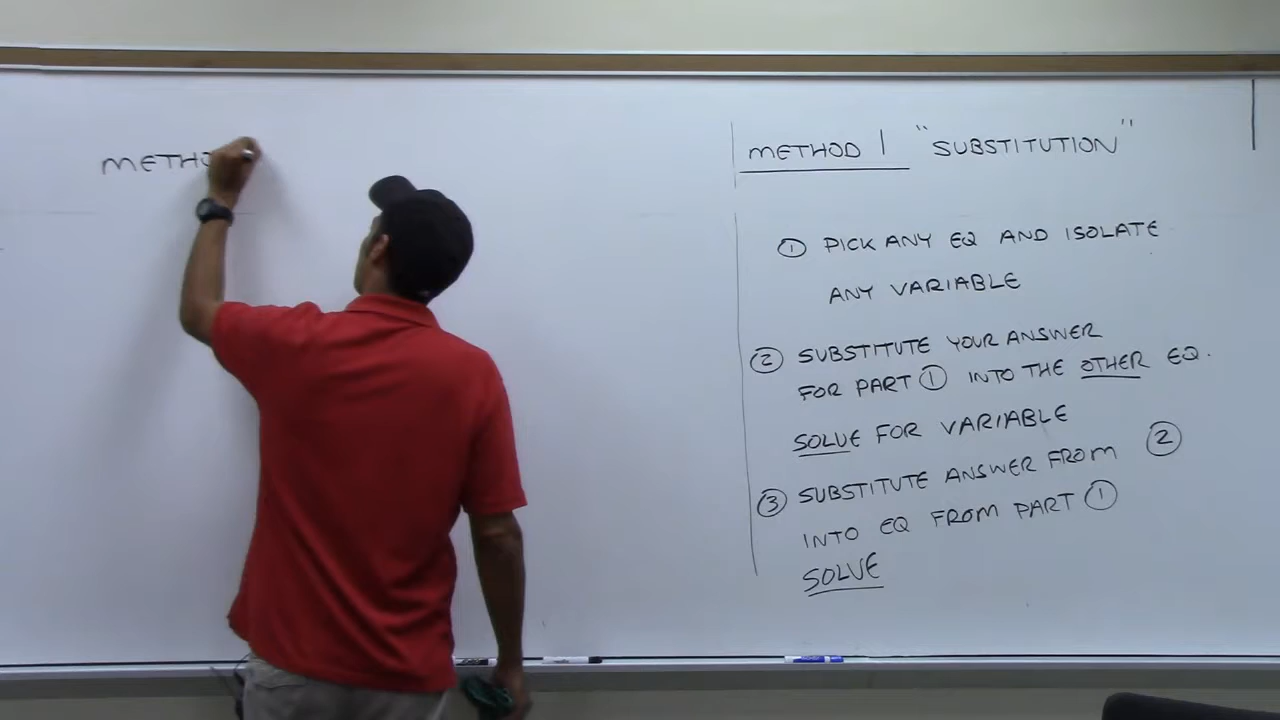 METHO
METHOD 1 "SUBSTITUTION"
① PICK ANY EQ AND ISOLATE
ANY VARIABLE
② SUBSTITUTE YOUR ANSWER
FOR PART ① INTO THE OTHER EQ.
SOLVE FOR VARIABLE
③ SUBSTITUTE ANSWER FROM ②
INTO EQ FROM PART ①
SOLVE